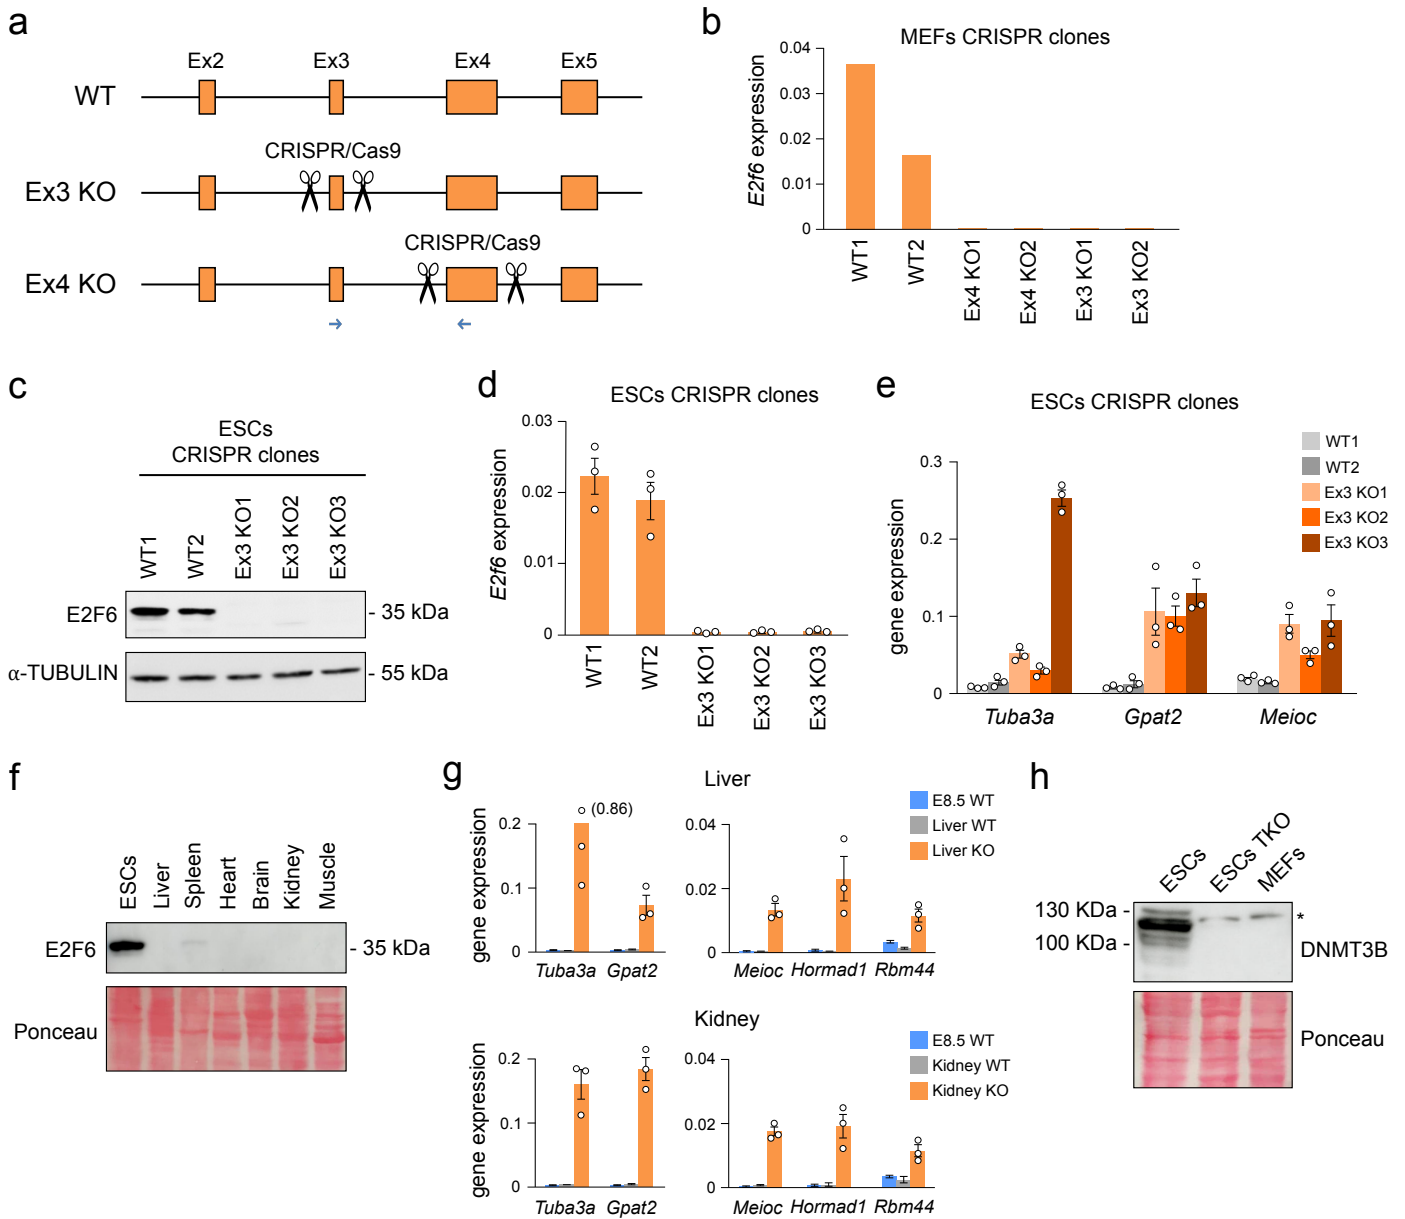 a
Ex2 Ex3 Ex4 Ex5
WT
CRISPR/Cas9
Ex3 KO
CRISPR/Cas9
Ex4 KO
b
MEFs CRISPR clones
E2f6 expression
0.04
0.03
0.02
0.01
0
WT1 WT2 Ex4 KO1 Ex4 KO2 Ex3 KO1 Ex3 KO2
c
ESCs
CRISPR clones
WT1 WT2 Ex3 KO1 Ex3 KO2 Ex3 KO3
E2F6 - 35 kDa
α-TUBULIN - 55 kDa
d
ESCs CRISPR clones
E2f6 expression
0.03
0.02
0.01
0
WT1 WT2 Ex3 KO1 Ex3 KO2 Ex3 KO3
e
ESCs CRISPR clones
WT1
WT2
Ex3 KO1
Ex3 KO2
Ex3 KO3
gene expression
0.3
0.2
0.1
0
Tuba3a Gpat2 Meioc
f
ESCs Liver Spleen Heart Brain Kidney Muscle
E2F6 - 35 kDa
Ponceau
g
Liver
E8.5 WT
Liver WT
Liver KO
gene expression
(0.86)
0.2
0.1
0
Tuba3a Gpat2
0.04
0.02
0
Meioc Hormad1 Rbm44
Kidney
E8.5 WT
Kidney WT
Kidney KO
gene expression
0.2
0.1
0
Tuba3a Gpat2
0.04
0.02
0
Meioc Hormad1 Rbm44
h
ESCs ESCs TKO MEFs
130 KDa - *
100 KDa - DNMT3B
Ponceau